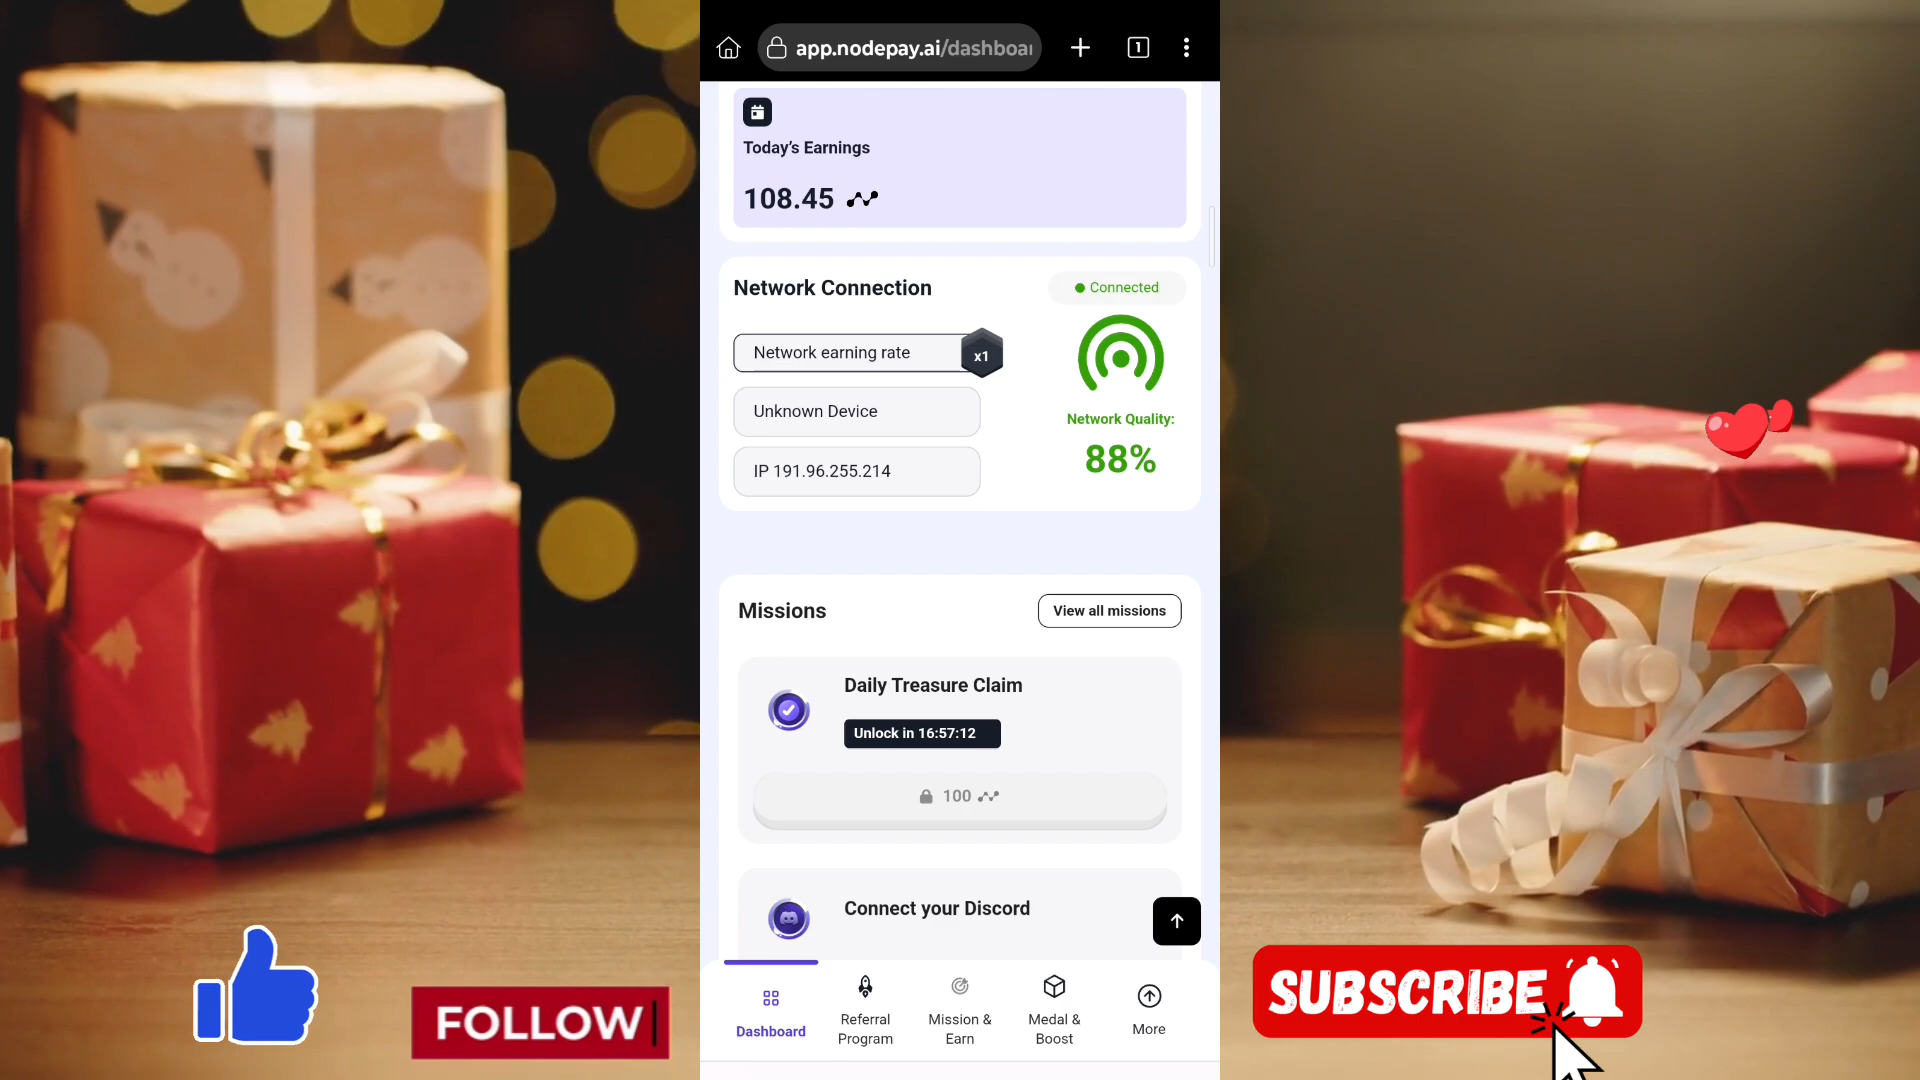 app.nodepay.ai/dashboar
1
Today's Earnings
108.45
Network Connection
Connected
Network earning rate
x1
Unknown Device
IP 191.96.255.214
Network Quality:
88%
Missions
View all missions
Daily Treasure Claim
Unlock in 16:57:12
100
Connect your Discord
Dashboard
Referral
Program
Mission &
Earn
Medal &
Boost
More
FOLLOW
SUBSCRIBE